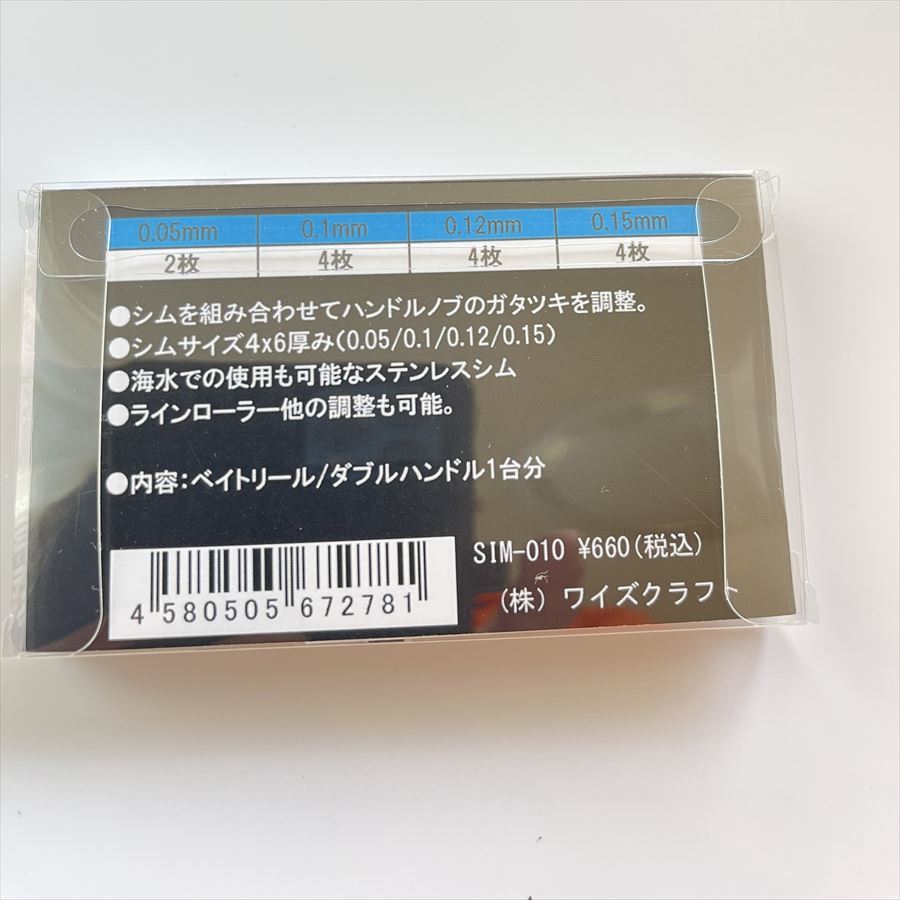 0.05mm 0.1mm 0.12mm 0.15mm
2枚 4枚 4枚 4枚
●シムを組み合わせてハンドルノブのガタツキを調整。
●シムサイズ4x6厚み(0.05/0.1/0.12/0.15)
●海水での使用も可能なステンレスシム
●ラインローラー他の調整も可能。
●内容:ベイトリール/ダブルハンドル1台分
SIM-010 ¥660(税込)
(株) ワイズクラフト
4 580505 672781